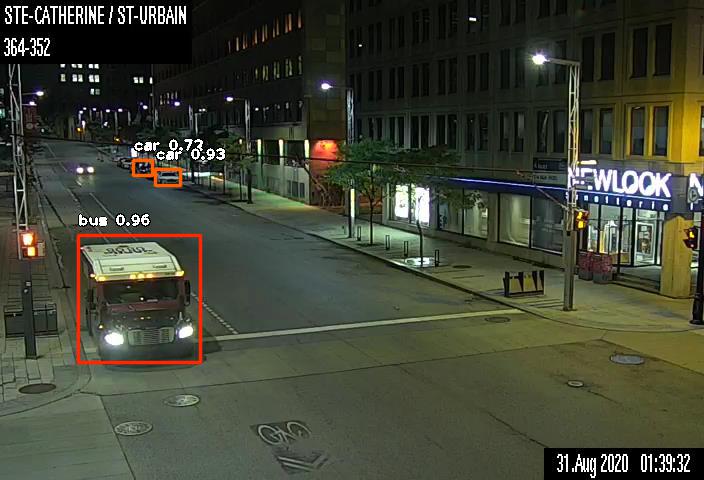 STE-CATHERINE / ST-URBAIN
364-352
car 0.73
car 0.93
bus 0.96
NEWLOOK
31.Aug 2020 01:39:32